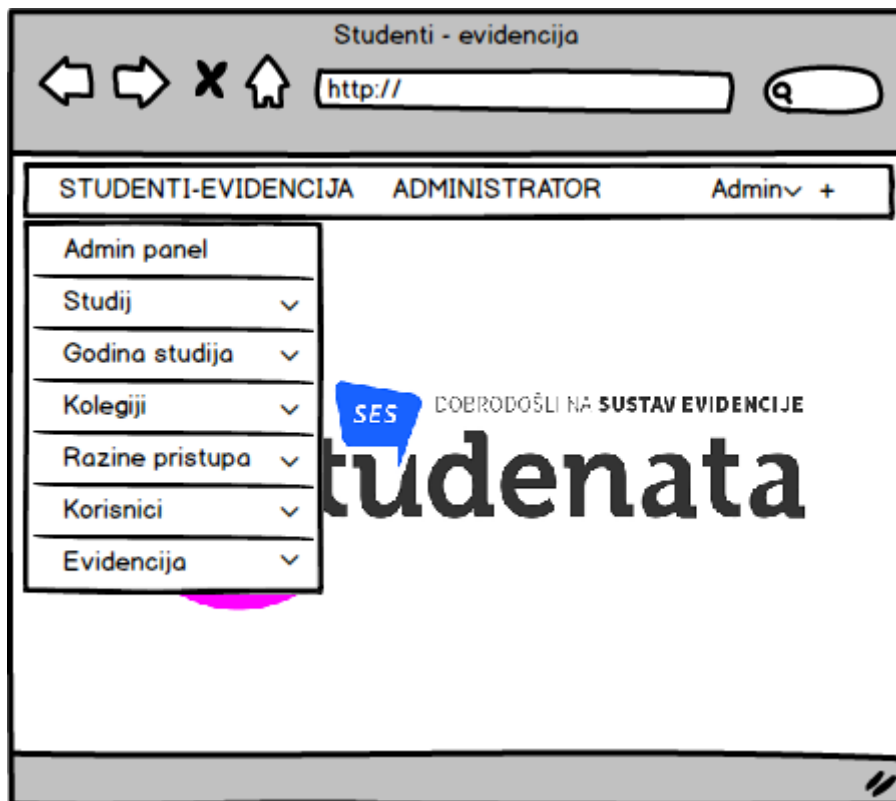 Studenti - evidencija
http://
STUDENTI-EVIDENCIJA ADMINISTRATOR Admin +
Admin panel
Studij
Godina studija
Kolegiji
Razine pristupa
Korisnici
Evidencija
SES
DOBRODOŠLI NA SUSTAV EVIDENCIJE
tudenata